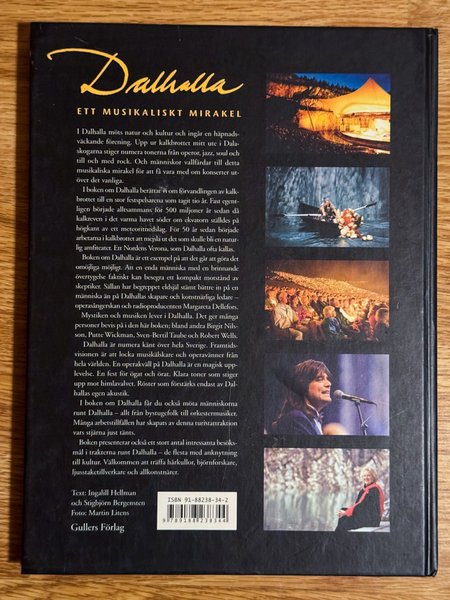 Dalhalla
ETT MUSIKALISKT MIRAKEL
I Dalhalla möts natur och kultur och ingår en häpnads-
väckande förening. Upp ur kalkbrottet mitt ute i Dala-
skogarna stiger numera tonerna från operor, jazz, soul och
till och med rock. Och människor vallfärdar till detta
musikaliska mirakel för att få vara med om konserter ut-
över det vanliga.
I boken om Dalhalla berättar vi om förvandlingen av kalk-
brottet till en stor festspelsarena som tagit tio år. Fast egent-
ligen började alltsammans för 500 miljoner år sedan då
kalkreven i det varma havet söder om ekvatorn ställdes på
högkant av ett meteoritnedslag. För 50 år sedan började
arbetarna i kalkbrottet att mejsla ut det som skulle bli en natur-
lig amfiteater. Ett Nordens Verona, som Dalhalla ofta kallas.
Boken om Dalhalla är ett exempel på att det går att göra det
omöjliga möjligt. Att en enda människa med en brinnande
övertygelse faktiskt kan besegra ett kompakt motstånd av
skeptiker. Sällan har begreppet eldsjäl stämt bättre in på en
människa än på Dalhallas skapare och konstnärliga ledare –
operasångerskan och radioproducenten Margareta Dellefors.
Mystiken och musiken lever i Dalhalla. Det ger många
personer bevis på i den här boken; bland andra Birgit Nils-
son, Putte Wickman, Sven-Bertil Taube och Robert Wells.
Dalhalla är numera känt över hela Sverige. Framtids-
visionen är att locka musikälskare och operavänner från
hela världen. En operakväll på Dalhalla är en magisk upp-
levelse. En fest för ögat och örat. Klara toner som stiger
upp mot himlavalvet. Röster som förstärks endast av Dal-
hallas egen akustik.
I boken om Dalhalla får du också möta människorna
runt Dalhalla – allt från bystugefolk till orkestermusiker.
Många arbetstillfällen har skapats av denna turistattraktion
vars stjärna just tänts.
Boken presenterar också ett stort antal intressanta besöks-
mål i trakterna runt Dalhalla – de flesta med anknytning
till kultur. Välkommen att träffa hårkullor, björnforskare,
ljusstaketillverkare och allkonstnärer.
Text: Ingalill Hellman
och Stigbjörn Bergensten
Foto: Martin Litens
Gullers Förlag
ISBN 91-88238-34-2
9789188238344